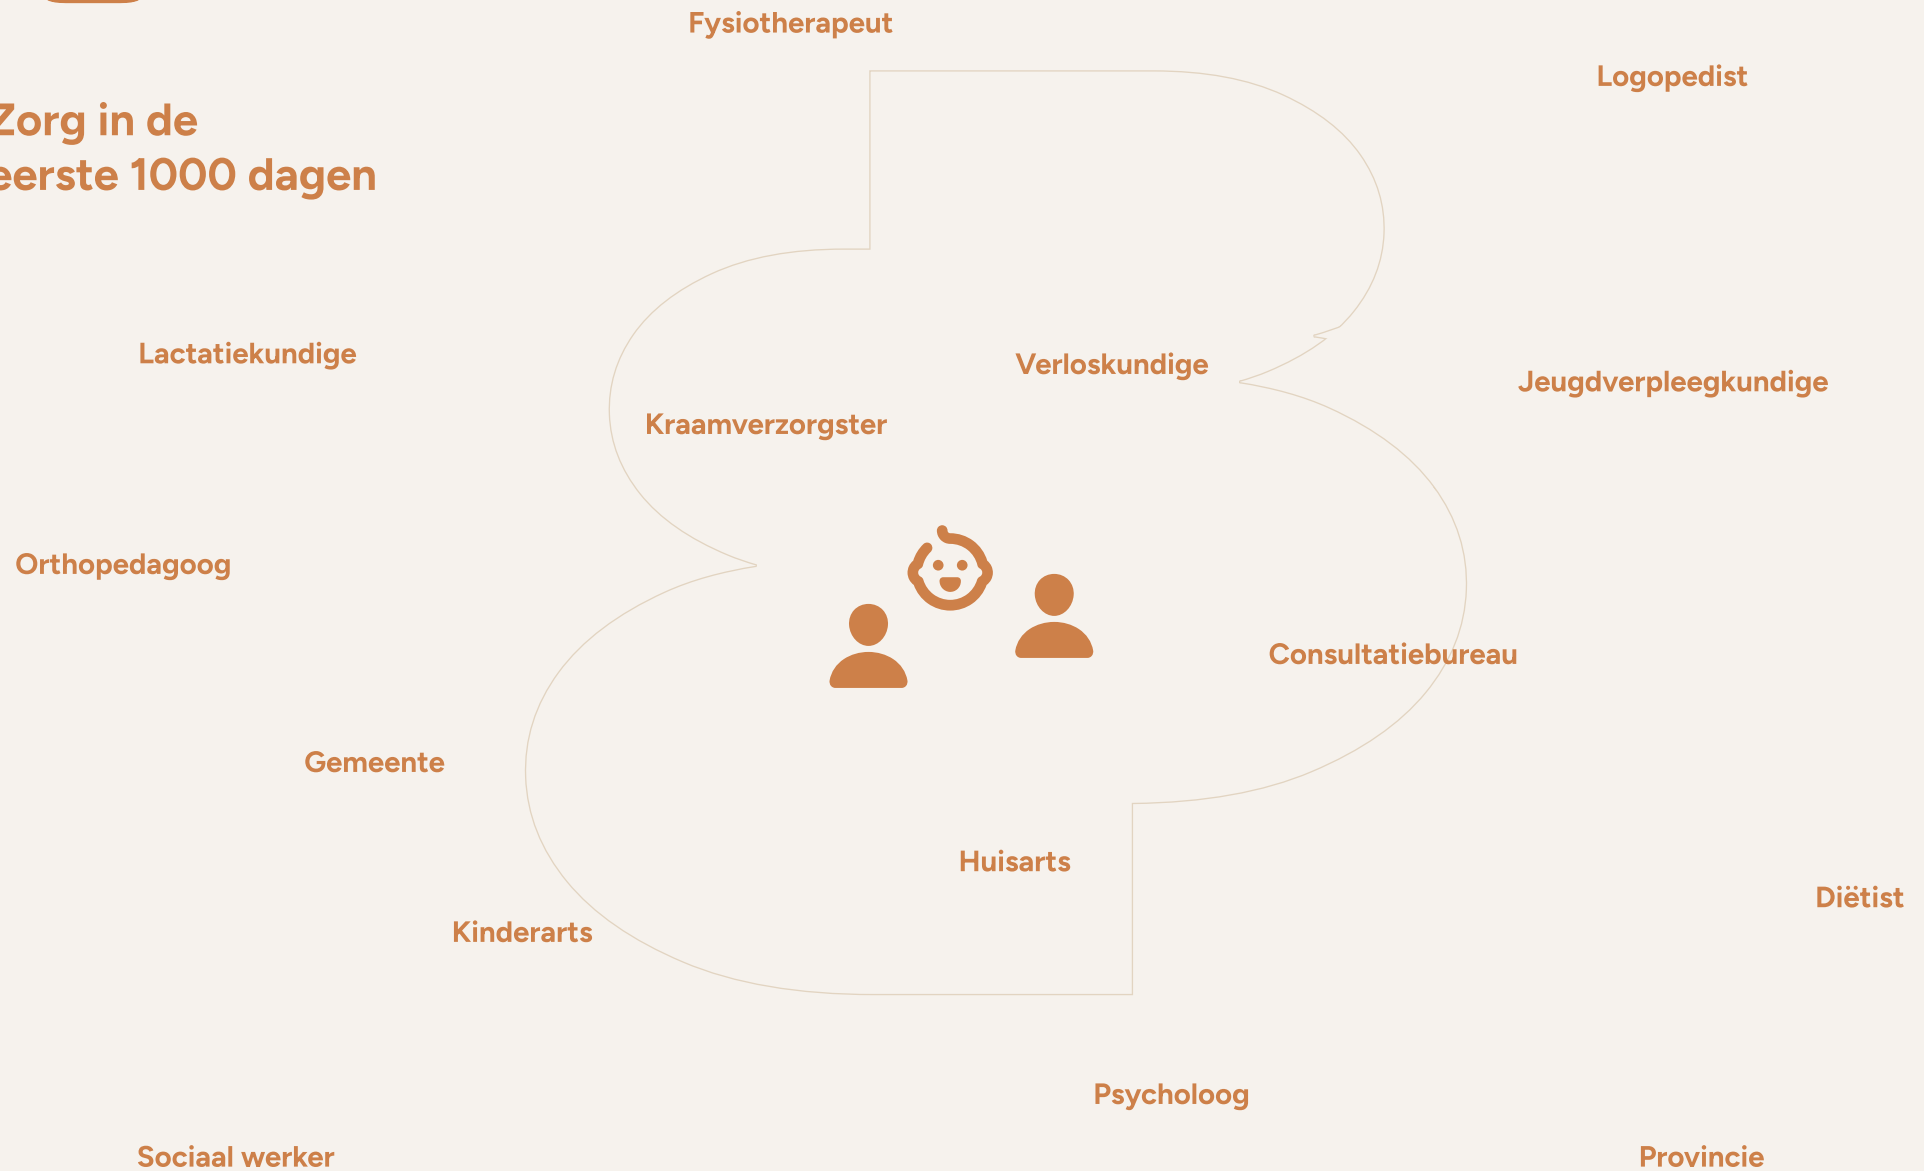 Fysiotherapeut
Logopedist
Zorg in de
eerste 1000 dagen
Lactatiekundige
Verloskundige
Jeugdverpleegkundige
Kraamverzorgster
Orthopedagoog
Consultatiebureau
Gemeente
Huisarts
Diëtist
Kinderarts
Psycholoog
Sociaal werker
Provincie